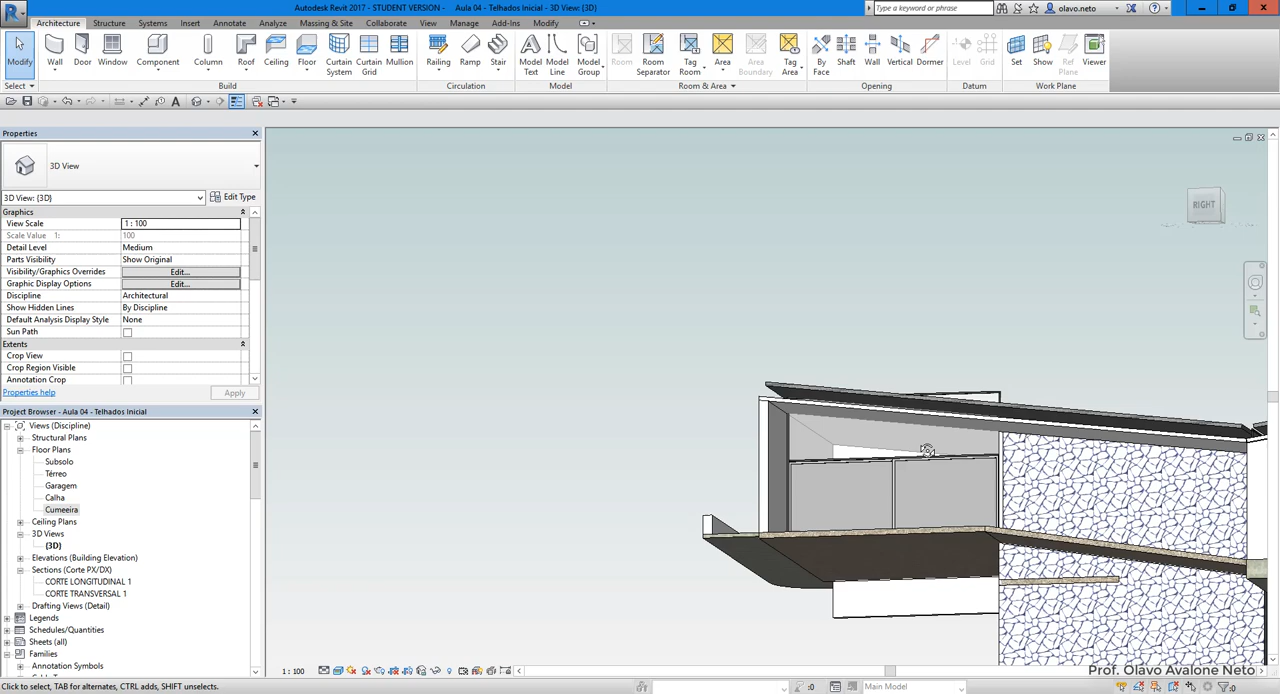 Autodesk Revit 2017 - STUDENT VERSION - Aula 04 - Telhados Inicial - 3D View: {3D}
Type a keyword or phrase
olavo.neto
Architecture Structure Systems Insert Annotate Analyze Massing & Site Collaborate View Manage Add-Ins Modify
Modify Wall Door Window Component Column Roof Ceiling Floor Curtain System Curtain Grid Mullion Railing Ramp Stair Model Text Model Line Model Group Room Room Separator Tag Room Area Area Boundary Tag Area By Face Shaft Wall Vertical Dormer Level Grid Set Show Ref Plane Viewer
Select Build Circulation Model Room & Area Opening Datum Work Plane
Properties
3D View
3D View: {3D} Edit Type
Graphics
View Scale 1 : 100
Scale Value 1: 100
Detail Level Medium
Parts Visibility Show Original
Visibility/Graphics Overrides Edit...
Graphic Display Options Edit...
Discipline Architectural
Show Hidden Lines By Discipline
Default Analysis Display Style None
Sun Path
Extents
Crop View
Crop Region Visible
Annotation Crop
Properties help Apply
Project Browser - Aula 04 - Telhados Inicial
Views (Discipline)
Structural Plans
Floor Plans
Subsolo
Térreo
Garagem
Calha
Cumeeira
Ceiling Plans
3D Views
{3D}
Elevations (Building Elevation)
Sections (Corte PX/DX)
CORTE LONGITUDINAL 1
CORTE TRANSVERSAL 1
Drafting Views (Detail)
Legends
Schedules/Quantities
Sheets (all)
Families
Annotation Symbols
RIGHT
1 : 100
Prof. Olavo Avalone Neto
Click to select, TAB for alternates, CTRL adds, SHIFT unselects.
:0
Main Model
:0